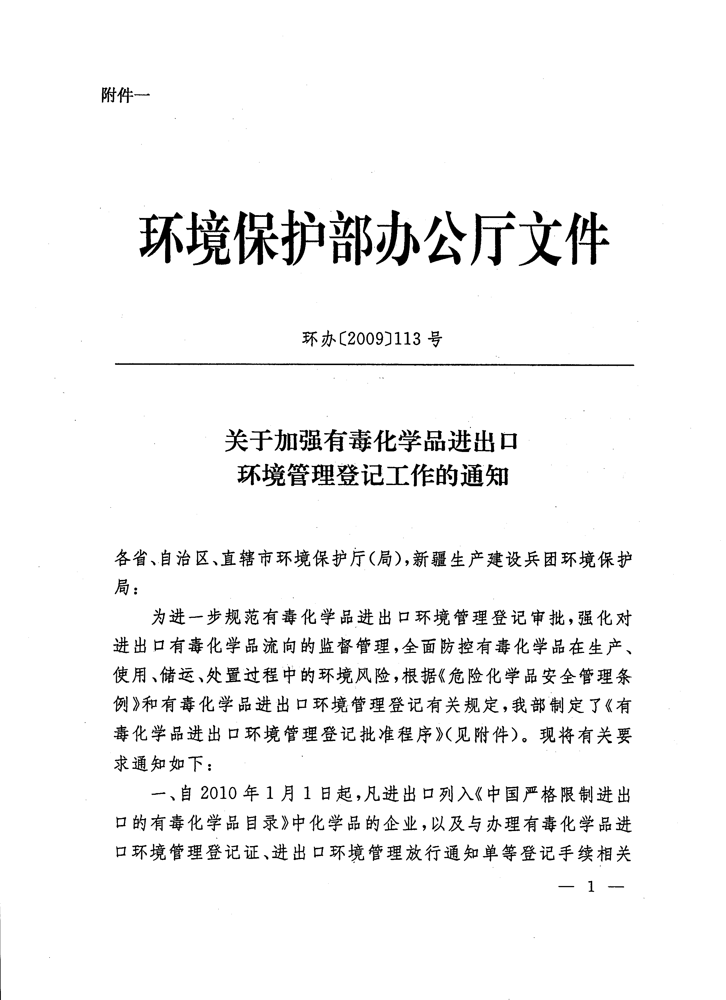 附件一
环境保护部办公厅文件
环办〔2009〕113 号
关于加强有毒化学品进出口
环境管理登记工作的通知
各省、自治区、直辖市环境保护厅(局),新疆生产建设兵团环境保护
局:
为进一步规范有毒化学品进出口环境管理登记审批,强化对
进出口有毒化学品流向的监督管理,全面防控有毒化学品在生产、
使用、储运、处置过程中的环境风险,根据《危险化学品安全管理条
例》和有毒化学品进出口环境管理登记有关规定,我部制定了《有
毒化学品进出口环境管理登记批准程序》(见附件)。现将有关要
求通知如下:
一、自 2010 年 1 月 1 日起,凡进出口列入《中国严格限制进出
口的有毒化学品目录》中化学品的企业,以及与办理有毒化学品进
口环境管理登记证、进出口环境管理放行通知单等登记手续相关
— 1 —